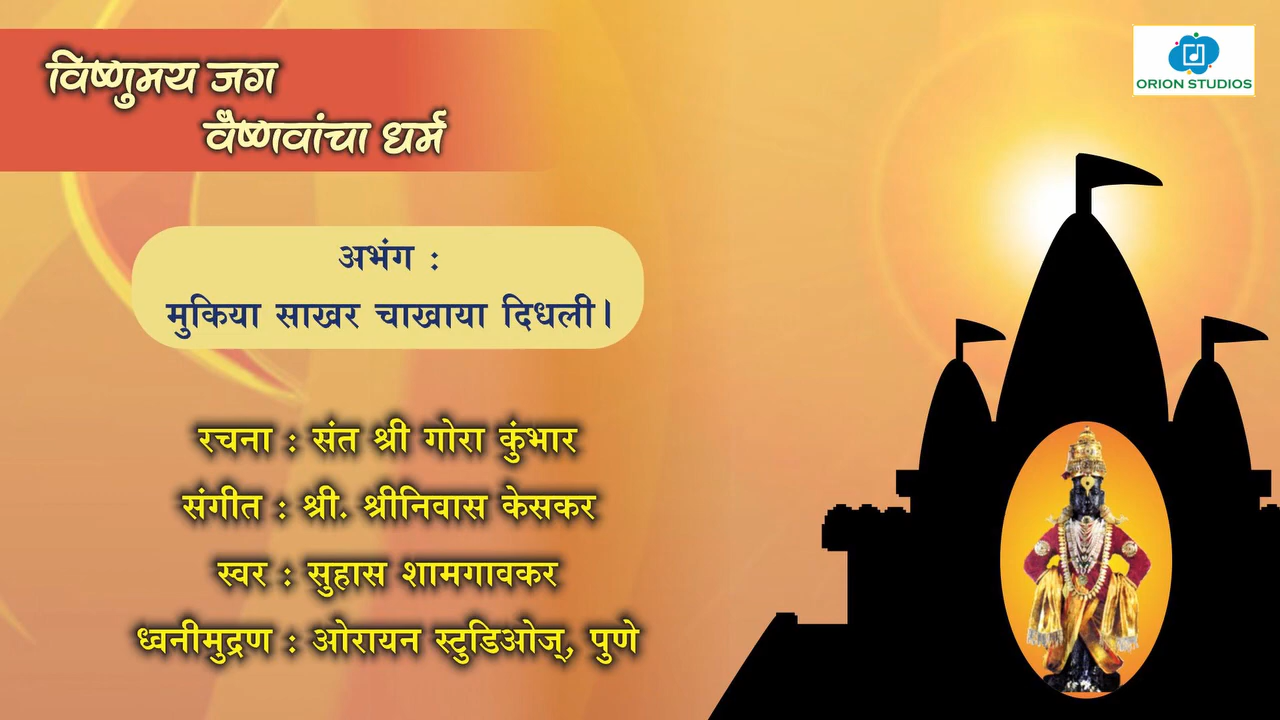 विष्णुमय जग
वैष्णवांचा धर्म
ORION STUDIOS
अभंग :
मुकिया साखर चाखाया दिधली।
रचना : संत श्री गोरा कुंभार
संगीत : श्री. श्रीनिवास केसकर
स्वर : सुहास शामगावकर
ध्वनीमुद्रण : ओरायन स्टुडिओज्, पुणे